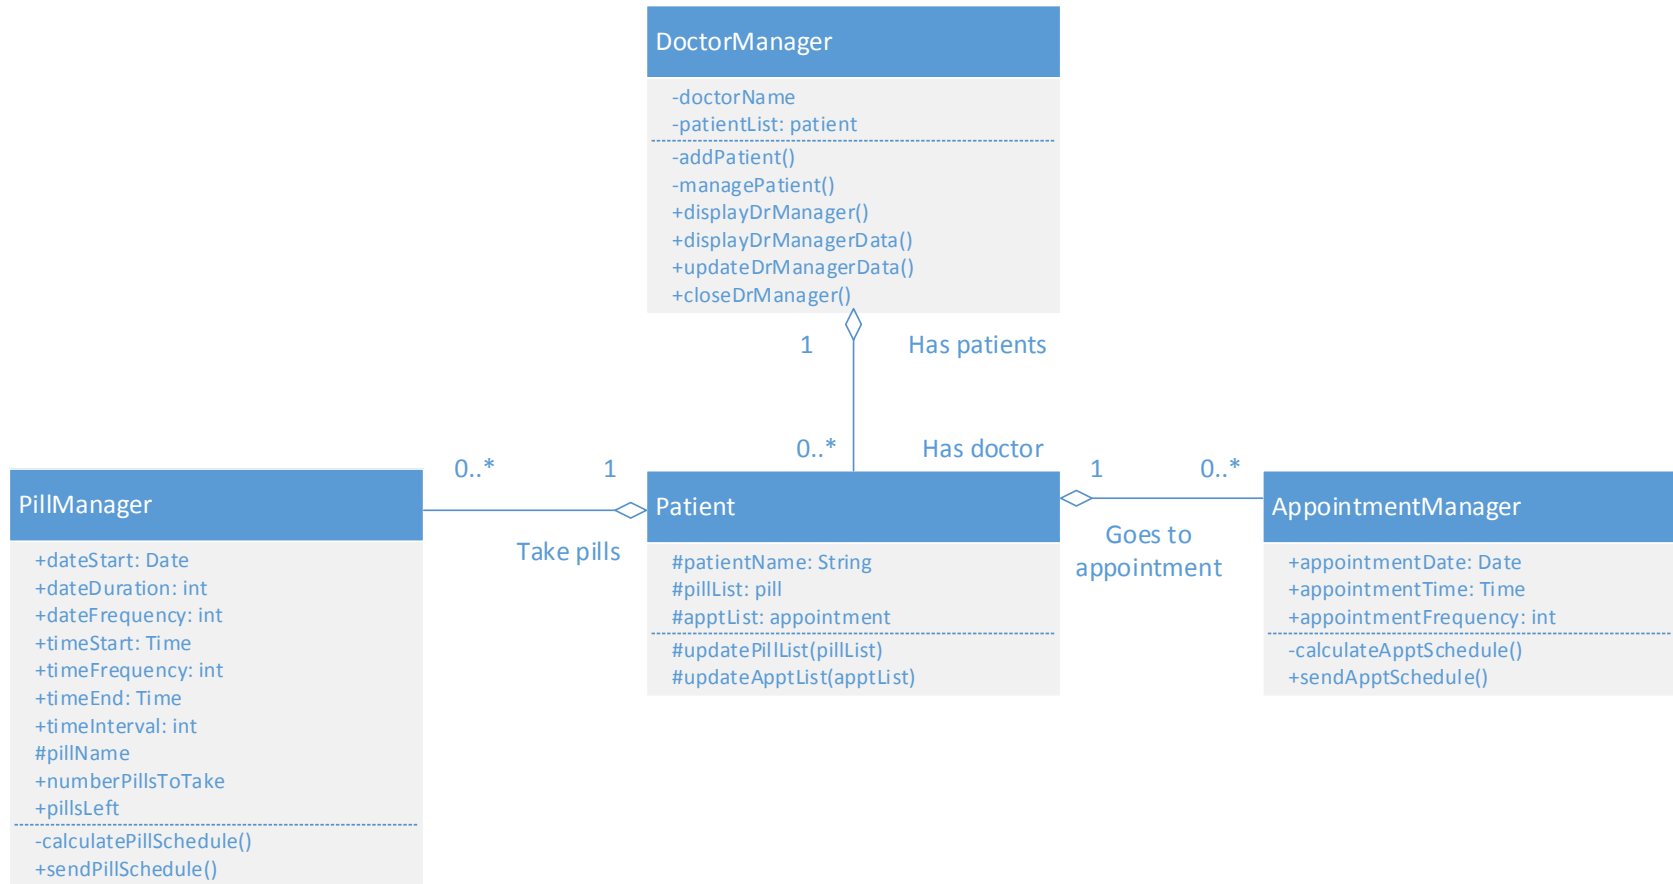 DoctorManager
-doctorName
-patientList: patient
-addPatient()
-managePatient()
+displayDrManager()
+displayDrManagerData()
+updateDrManagerData()
+closeDrManager()
1
Has patients
0..*
Has doctor
0..*
1
Take pills
1
0..*
Goes to
appointment
PillManager
+dateStart: Date
+dateDuration: int
+dateFrequency: int
+timeStart: Time
+timeFrequency: int
+timeEnd: Time
+timeInterval: int
#pillName
+numberPillsToTake
+pillsLeft
-calculatePillSchedule()
+sendPillSchedule()
Patient
#patientName: String
#pillList: pill
#apptList: appointment
#updatePillList(pillList)
#updateApptList(apptList)
AppointmentManager
+appointmentDate: Date
+appointmentTime: Time
+appointmentFrequency: int
-calculateApptSchedule()
+sendApptSchedule()